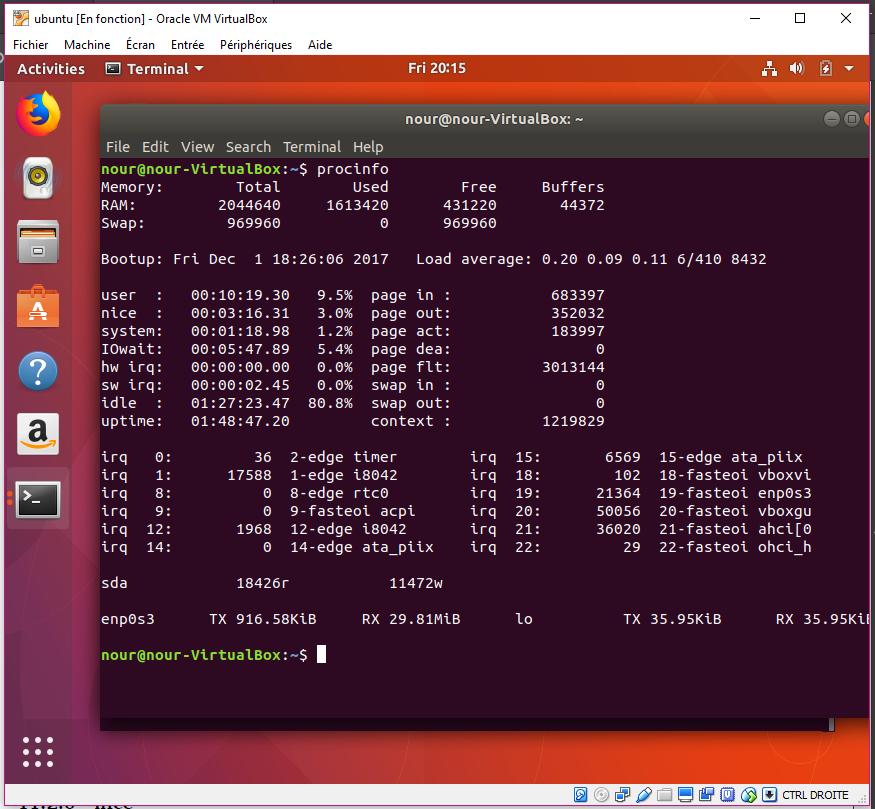 ubuntu [En fonction] - Oracle VM VirtualBox
Fichier Machine Écran Entrée Périphériques Aide
Activities Terminal Fri 20:15
nour@nour-VirtualBox: ~
File Edit View Search Terminal Help
nour@nour-VirtualBox:~$ procinfo
Memory: Total Used Free Buffers
RAM: 2044640 1613420 431220 44372
Swap: 969960 0 969960
Bootup: Fri Dec 1 18:26:06 2017 Load average: 0.20 0.09 0.11 6/410 8432
user : 00:10:19.30 9.5% page in : 683397
nice : 00:03:16.31 3.0% page out: 352032
system: 00:01:18.98 1.2% page act: 183997
IOwait: 00:05:47.89 5.4% page dea: 0
hw irq: 00:00:00.00 0.0% page flt: 3013144
sw irq: 00:00:02.45 0.0% swap in : 0
idle : 01:27:23.47 80.8% swap out: 0
uptime: 01:48:47.20 context : 1219829
irq 0: 36 2-edge timer irq 15: 6569 15-edge ata_piix
irq 1: 17588 1-edge i8042 irq 18: 102 18-fasteoi vboxvi
irq 8: 0 8-edge rtc0 irq 19: 21364 19-fasteoi enp0s3
irq 9: 0 9-fasteoi acpi irq 20: 50056 20-fasteoi vboxgu
irq 12: 1968 12-edge i8042 irq 21: 36020 21-fasteoi ahci[0
irq 14: 0 14-edge ata_piix irq 22: 29 22-fasteoi ohci_h
sda 18426r 11472w
enp0s3 TX 916.58KiB RX 29.81MiB lo TX 35.95KiB RX 35.95KiB
nour@nour-VirtualBox:~$
CTRL DROITE